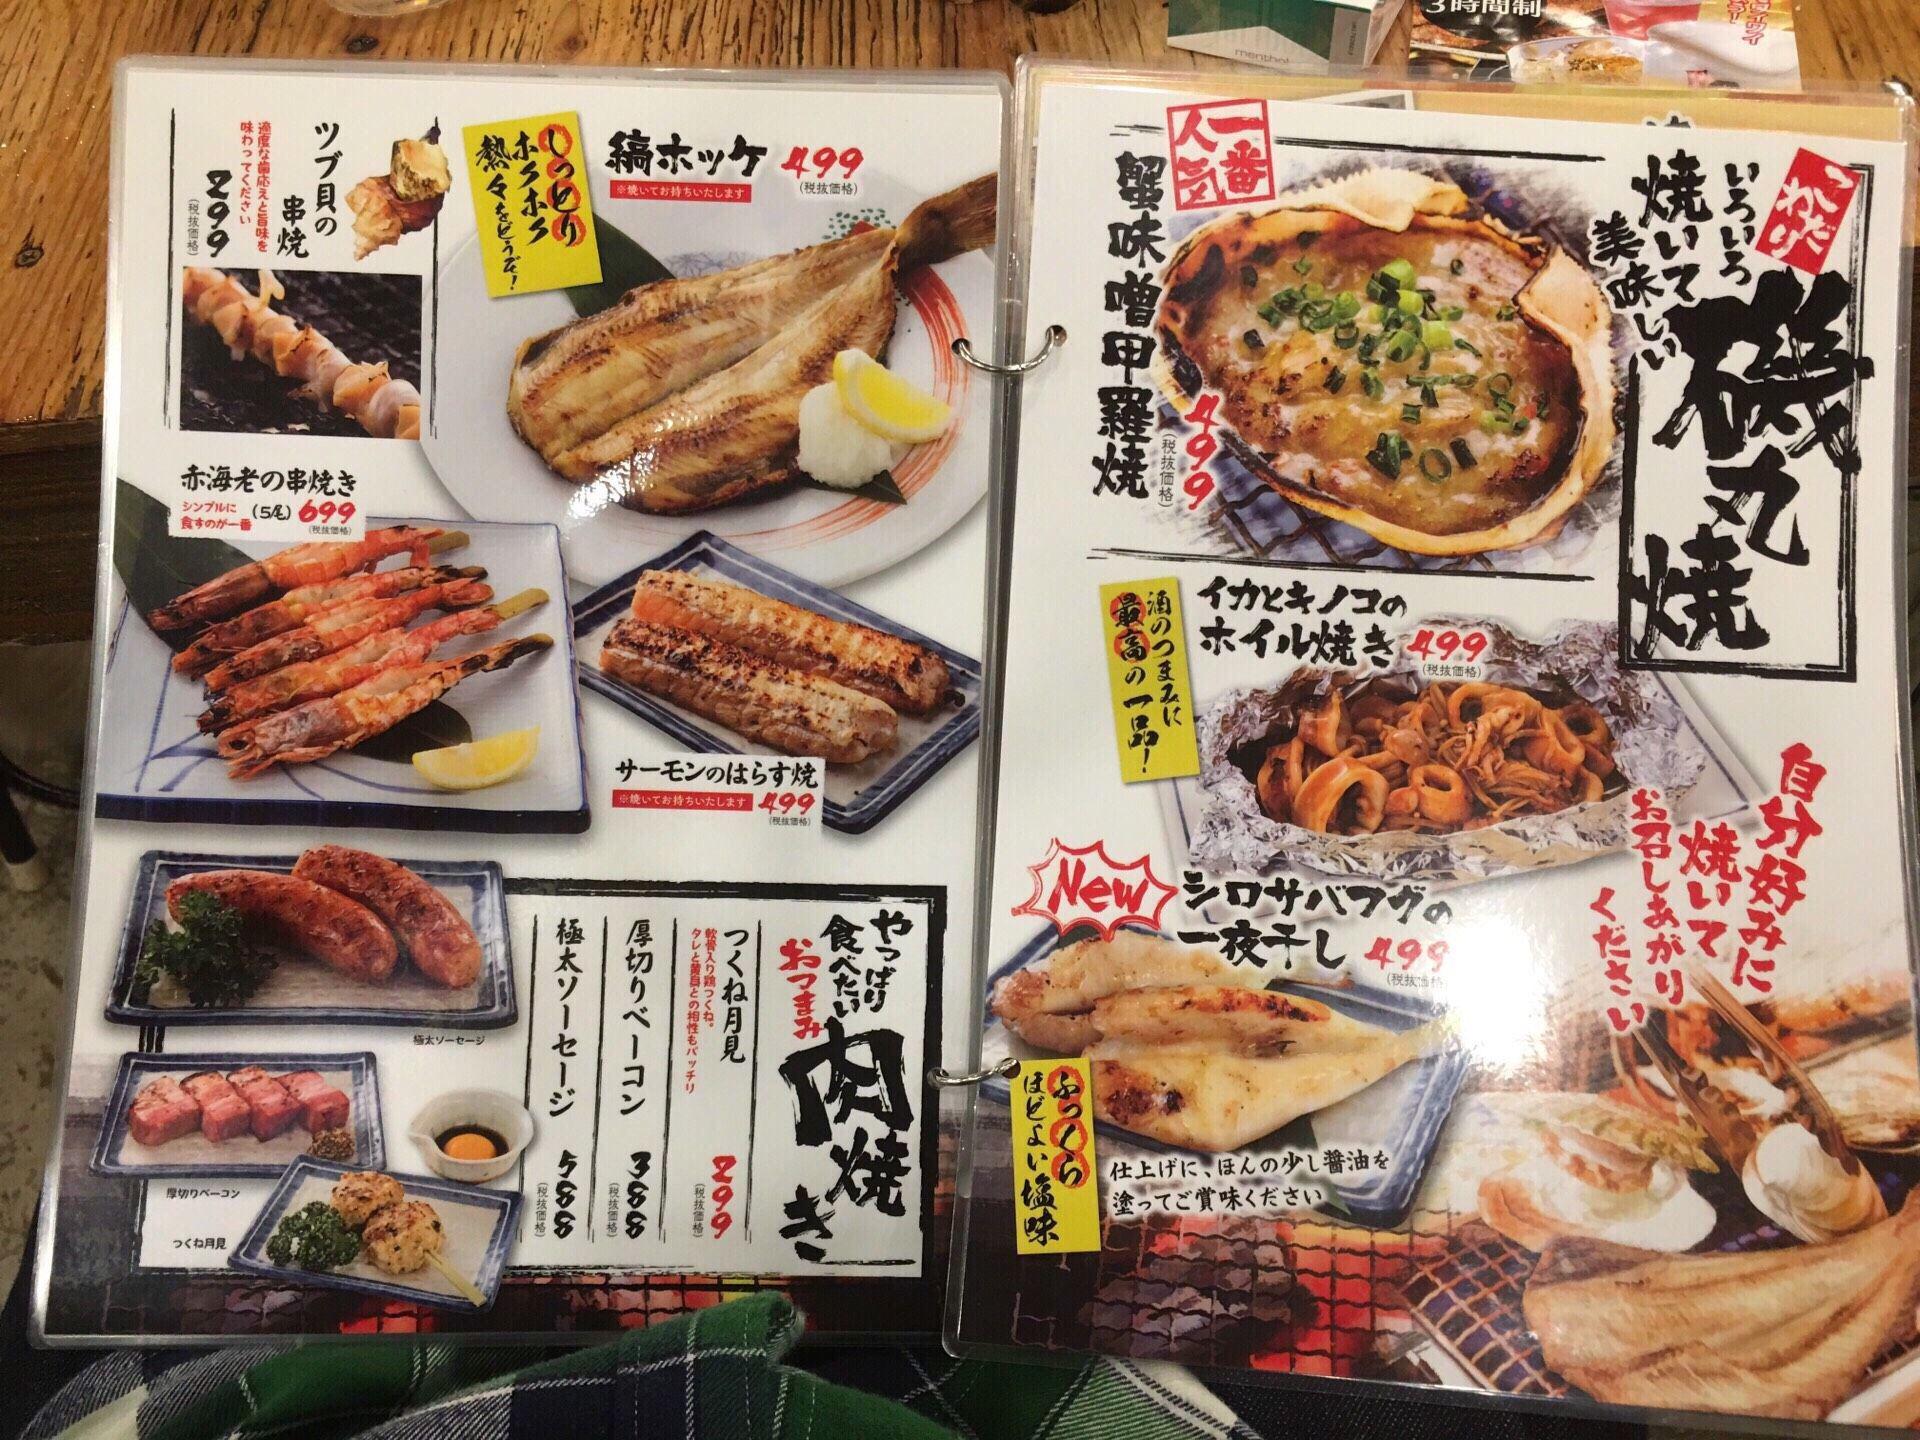 menthol
3時間制
ツブ貝の
串焼
適度な歯応えと旨味を
味わってください
299
(税抜価格)
しっとり
ホクホク
熱々をどうぞ!
縞ホッケ 499
※焼いてお持ちいたします
(税抜価格)
赤海老の串焼き
シンプルに
食すのが一番
(5尾) 699
(税抜価格)
サーモンのはらす焼
※焼いてお持ちいたします 499
(税抜価格)
極太ソーセージ
厚切りベーコン
つくね月見
やっぱり
食べたい
おつまみ
肉焼き
つくね月見
軟骨入り鶏つくね。
タレと黄身との相性もバッチリ
299
(税抜価格)
厚切りベーコン
388
(税抜価格)
極太ソーセージ
588
(税抜価格)
こだわり
いろいろ
焼いて
美味しい
磯丸焼
一番
人気
蟹味噌甲羅焼
499
(税抜価格)
酒のつまみに
最高の一品!
イカとキノコの
ホイル焼き 499
(税抜価格)
New
シロサバフグの
一夜干し 499
(税抜価格)
ふっくら
ほどよい塩味
仕上げに、ほんの少し醤油を
塗ってご賞味ください
自分好みに
焼いて
お召しあがり
ください